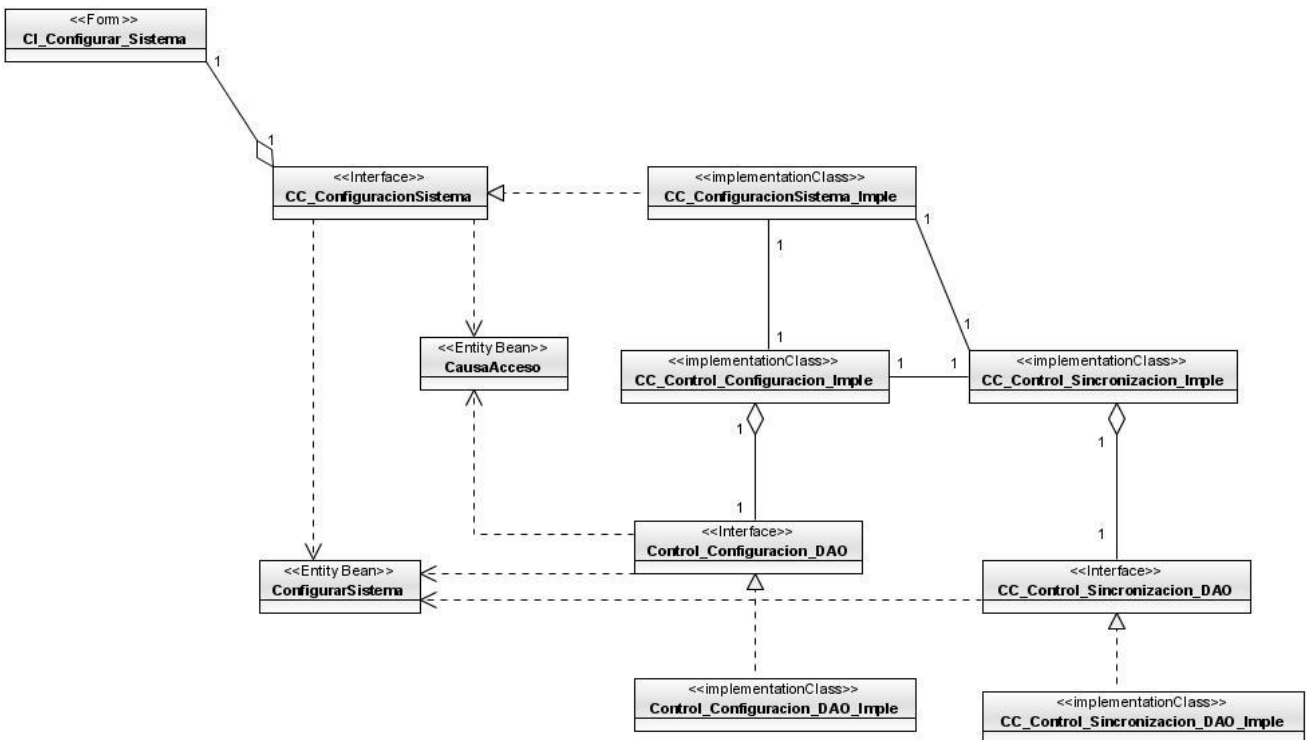 <<Form>>
CI_Configurar_Sistema
1
1
<<Interface>>
CC_ConfiguracionSistema
<<implementationClass>>
CC_ConfiguracionSistema_Imple
1
1
1
1
<<Entity Bean>>
CausaAcceso
<<implementationClass>>
CC_Control_Configuracion_Imple
1
1
<<implementationClass>>
CC_Control_Sincronizacion_Imple
1
1
1
1
<<Interface>>
Control_Configuracion_DAO
<<Entity Bean>>
ConfigurarSistema
<<Interface>>
CC_Control_Sincronizacion_DAO
<<implementationClass>>
Control_Configuracion_DAO_Imple
<<implementationClass>>
CC_Control_Sincronizacion_DAO_Imple